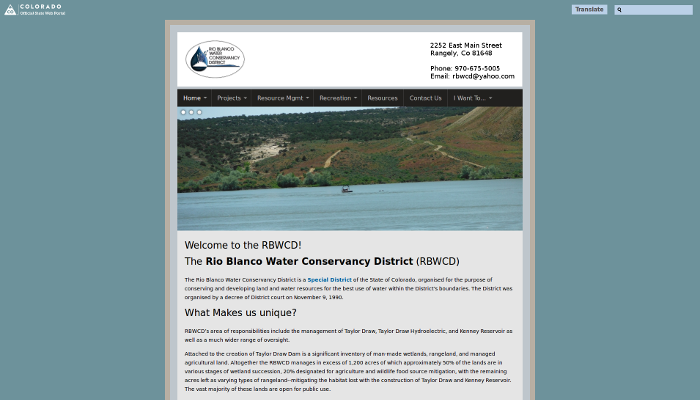 COLORADO
Official State Web Portal
Translate
RIO BLANCO
WATER
CONSERVANCY
DISTRICT
2252 East Main Street
Rangely, Co 81648
Phone: 970-675-5005
Email: rbwcd@yahoo.com
Home Projects Resource Mgmt Recreation Resources Contact Us I Want To...
Welcome to the RBWCD!
The Rio Blanco Water Conservancy District (RBWCD)
The Rio Blanco Water Conservancy District is a Special District of the State of Colorado, organised for the purpose of
conserving and developing land and water resources for the best use of water within the District's boundaries. The District was
organised by a decree of District court on November 9, 1990.
What Makes us unique?
RBWCD's area of responsibilities include the management of Taylor Draw, Taylor Draw Hydroelectric, and Kenney Reservoir as
well as a much wider range of oversight.
Attached to the creation of Taylor Draw Dam is a significant inventory of man-made wetlands, rangeland, and managed
agricultural land. Altogether the RBWCD manages in excess of 1,200 acres of which approximately 50% of the lands are in
various stages of wetland succession, 20% designated for agriculture and wildlife food source mitigation, with the remaining
acres left as varying types of rangeland--mitigating the habitat lost with the construction of Taylor Draw and Kenney Reservoir.
The vast majority of these lands are open for public use.